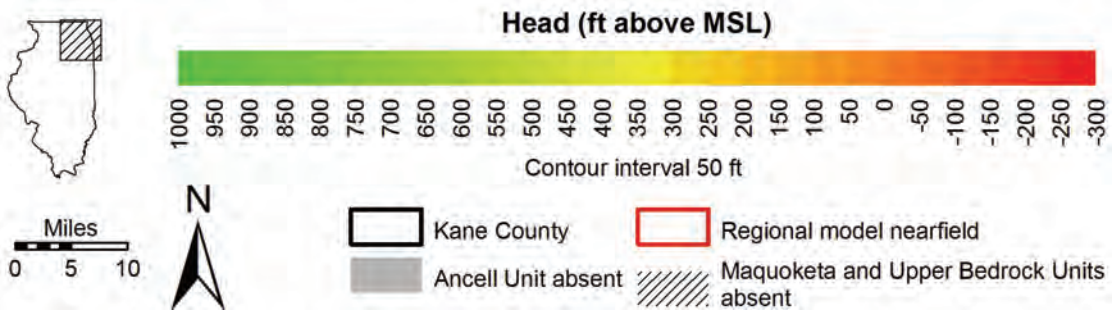 Head (ft above MSL)
1000 950 900 850 800 750 700 650 600 550 500 450 400 350 300 250 200 150 100 50 0 -50 -100 -150 -200 -250 -300
Contour interval 50 ft
N
Miles
0 5 10
Kane County
Regional model nearfield
Ancell Unit absent
Maquoketa and Upper Bedrock Units
absent